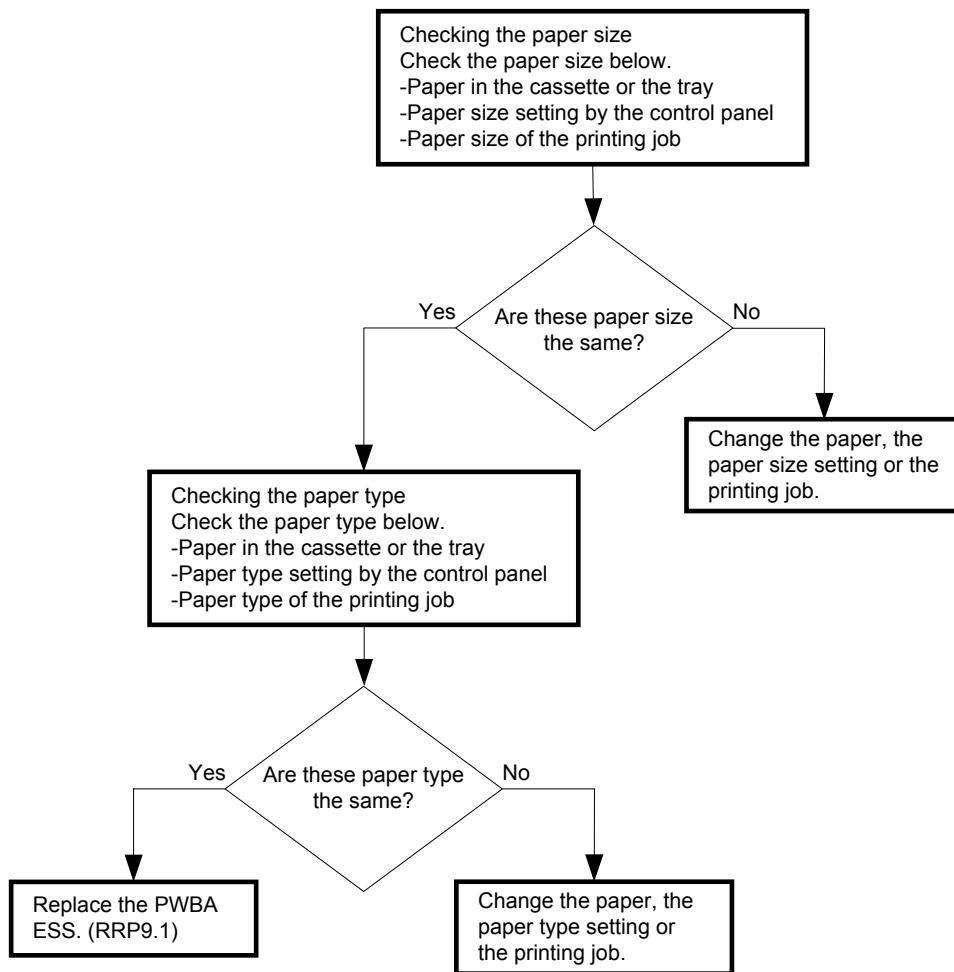 Checking the paper size
Check the paper size below.
-Paper in the cassette or the tray
-Paper size setting by the control panel
-Paper size of the printing job
Yes
Are these paper size
the same?
No
Change the paper, the
paper size setting or the
printing job.
Checking the paper type
Check the paper type below.
-Paper in the cassette or the tray
-Paper type setting by the control panel
-Paper type of the printing job
Yes
Are these paper type
the same?
No
Replace the PWBA
ESS. (RRP9.1)
Change the paper, the
paper type setting or
the printing job.